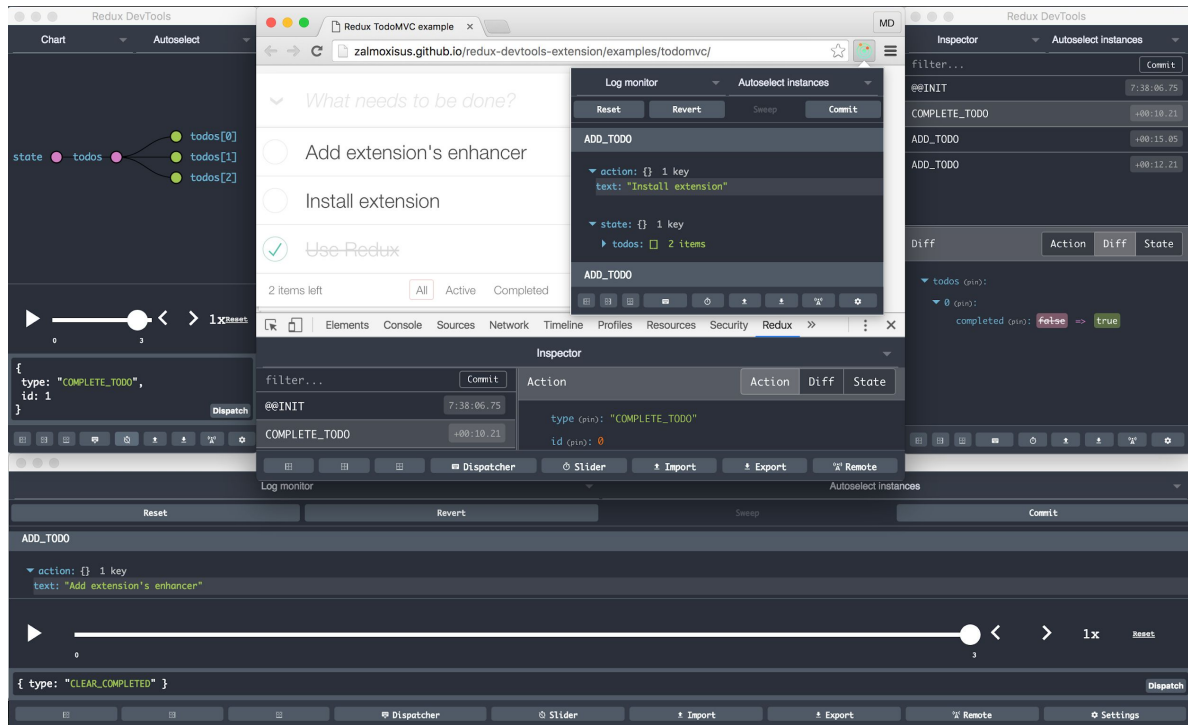 Redux DevTools
Chart
Autoselect
state
todos
todos[0]
todos[1]
todos[2]
1x
Reset
0
3
{
type: "COMPLETE_TODO",
id: 1
}
Dispatch
Redux TodoMVC example ×
MD
zalmoxisus.github.io/redux-devtools-extension/examples/todomvc/
What needs to be done?
Add extension's enhancer
Install extension
Use Redux
2 items left
All
Active
Completed
Log monitor
Autoselect instances
Reset
Revert
Sweep
Commit
ADD_TODO
action: {} 1 key
text: "Install extension"
state: {} 1 key
todos: [] 2 items
ADD_TODO
Elements Console Sources Network Timeline Profiles Resources Security Redux »
Inspector
filter...
Commit
@@INIT
7:38:06.75
COMPLETE_TODO
+00:10.21
Action
Action
Diff
State
type (pin): "COMPLETE_TODO"
id (pin): 0
Dispatcher
Slider
Import
Export
Remote
Redux DevTools
Inspector
Autoselect instances
filter...
Commit
@@INIT
7:38:06.75
COMPLETE_TODO
+00:10.21
ADD_TODO
+00:15.05
ADD_TODO
+00:12.21
Diff
Action
Diff
State
todos (pin):
0 (pin):
completed (pin): false => true
Log monitor
Autoselect instances
Reset
Revert
Sweep
Commit
ADD_TODO
action: {} 1 key
text: "Add extension's enhancer"
1x
Reset
0
3
{ type: "CLEAR_COMPLETED" }
Dispatch
Dispatcher
Slider
Import
Export
Remote
Settings